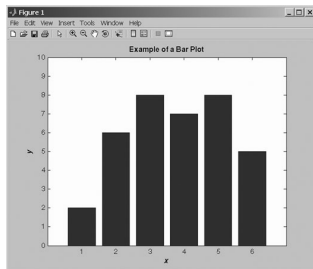 Figure 1
File Edit View Insert Tools Window Help
Example of a Bar Plot
10
9
8
7
6
5
4
3
2
1
0
y
1 2 3 4 5 6
x